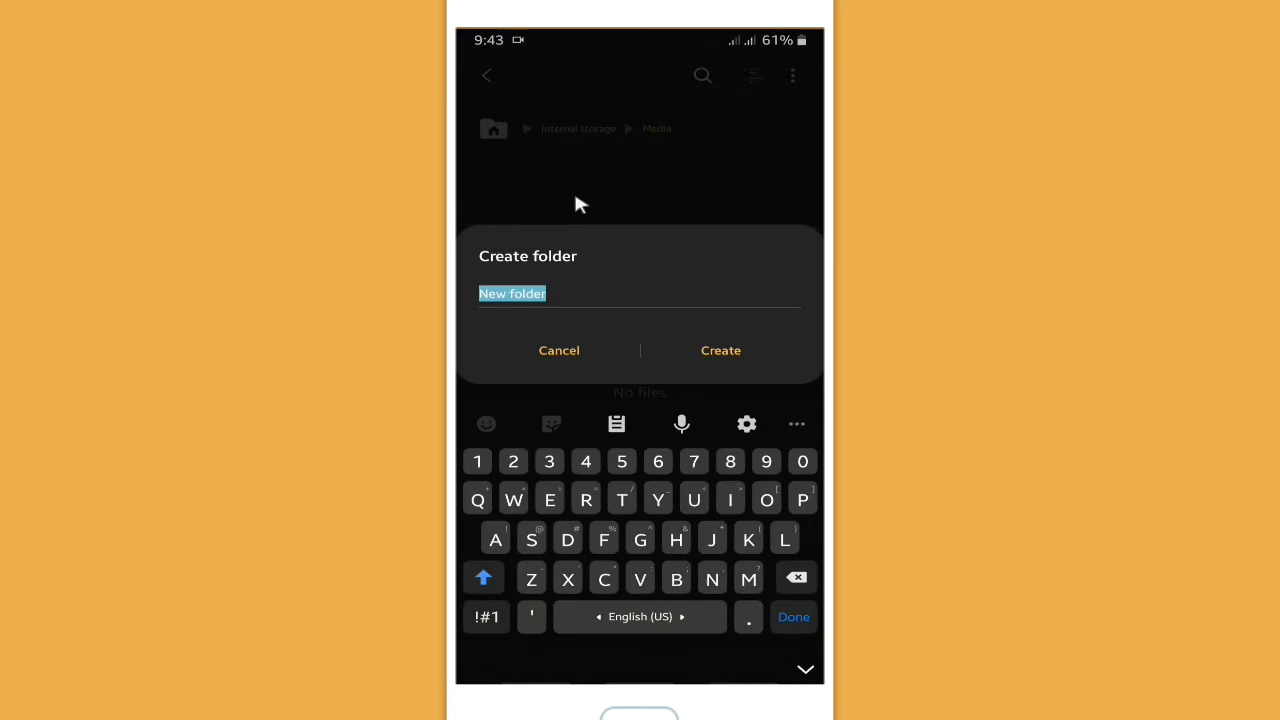 9:43 61%
Internal storage Media
Create folder
New folder
Cancel Create
No files
1 2 3 4 5 6 7 8 9 0
Q W E R T Y U I O P
A S D F G H J K L
Z X C V B N M
!#1 ' English (US) . Done